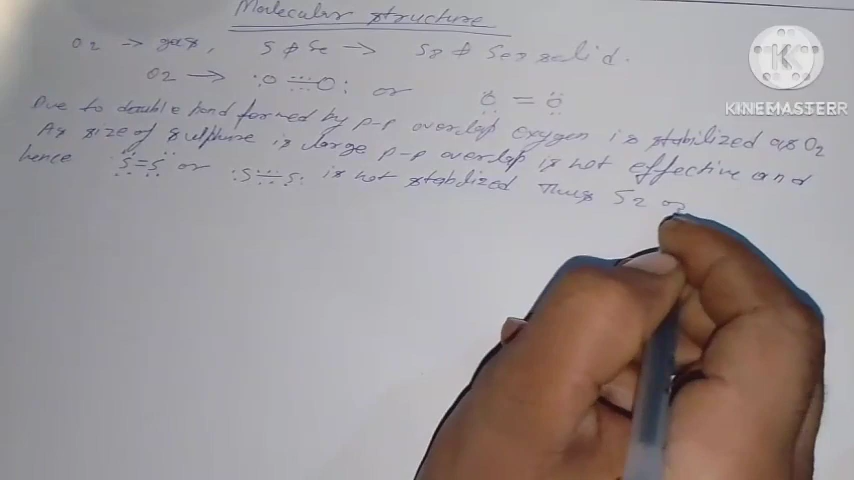 Molecular structure
O2 → gas, S & Se → S8 & Se8 solid.
O2 → :O ⋯ O: or Ö = Ö
Due to double bond formed by p-p overlap oxygen is stabilized as O2
As size of sulphur is large p-p overlap is not effective and
hence S=S or :S ⋯ S: is not stabilized Thus S2 or
K
KINEMASTER